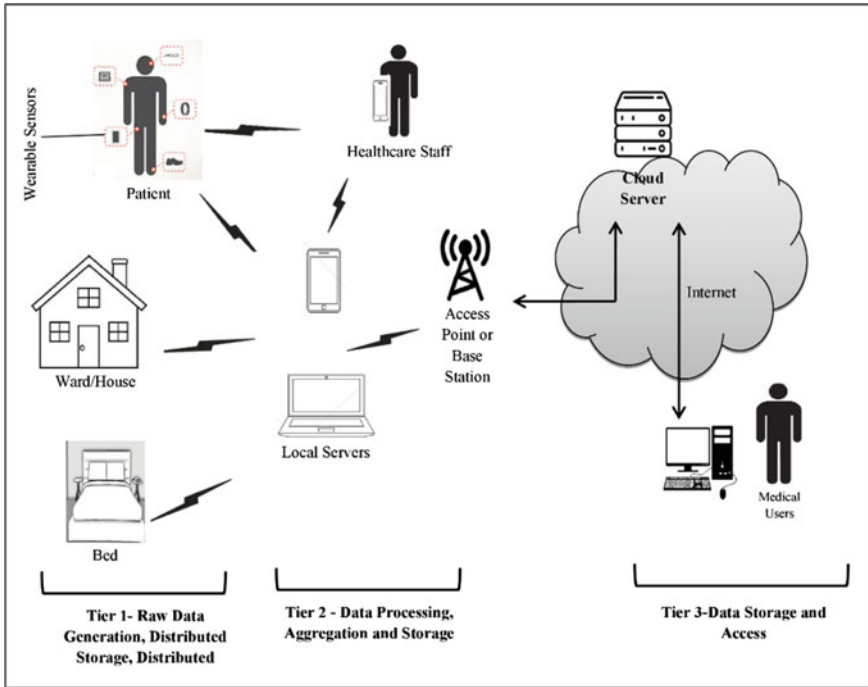 Wearable Sensors
Patient
Healthcare Staff
Cloud
Server
Internet
Access
Point or
Base
Station
Ward/House
Local Servers
Bed
Medical
Users
Tier 1- Raw Data
Generation, Distributed
Storage, Distributed
Tier 2 - Data Processing,
Aggregation and Storage
Tier 3-Data Storage and
Access